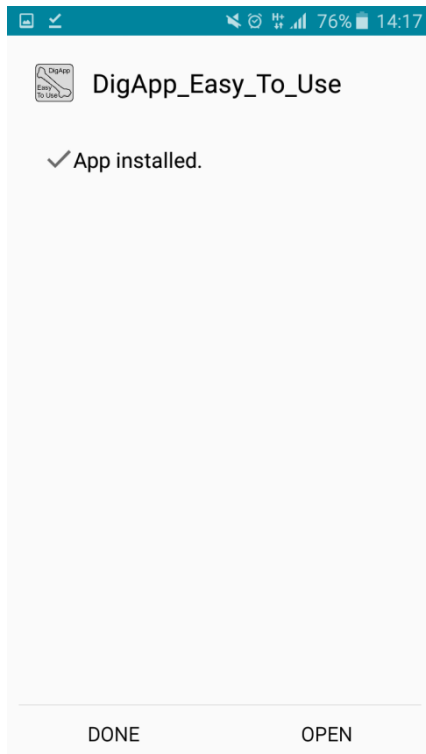 H+ 76% 14:17
DigApp
Easy
To Use
DigApp_Easy_To_Use
App installed.
DONE OPEN